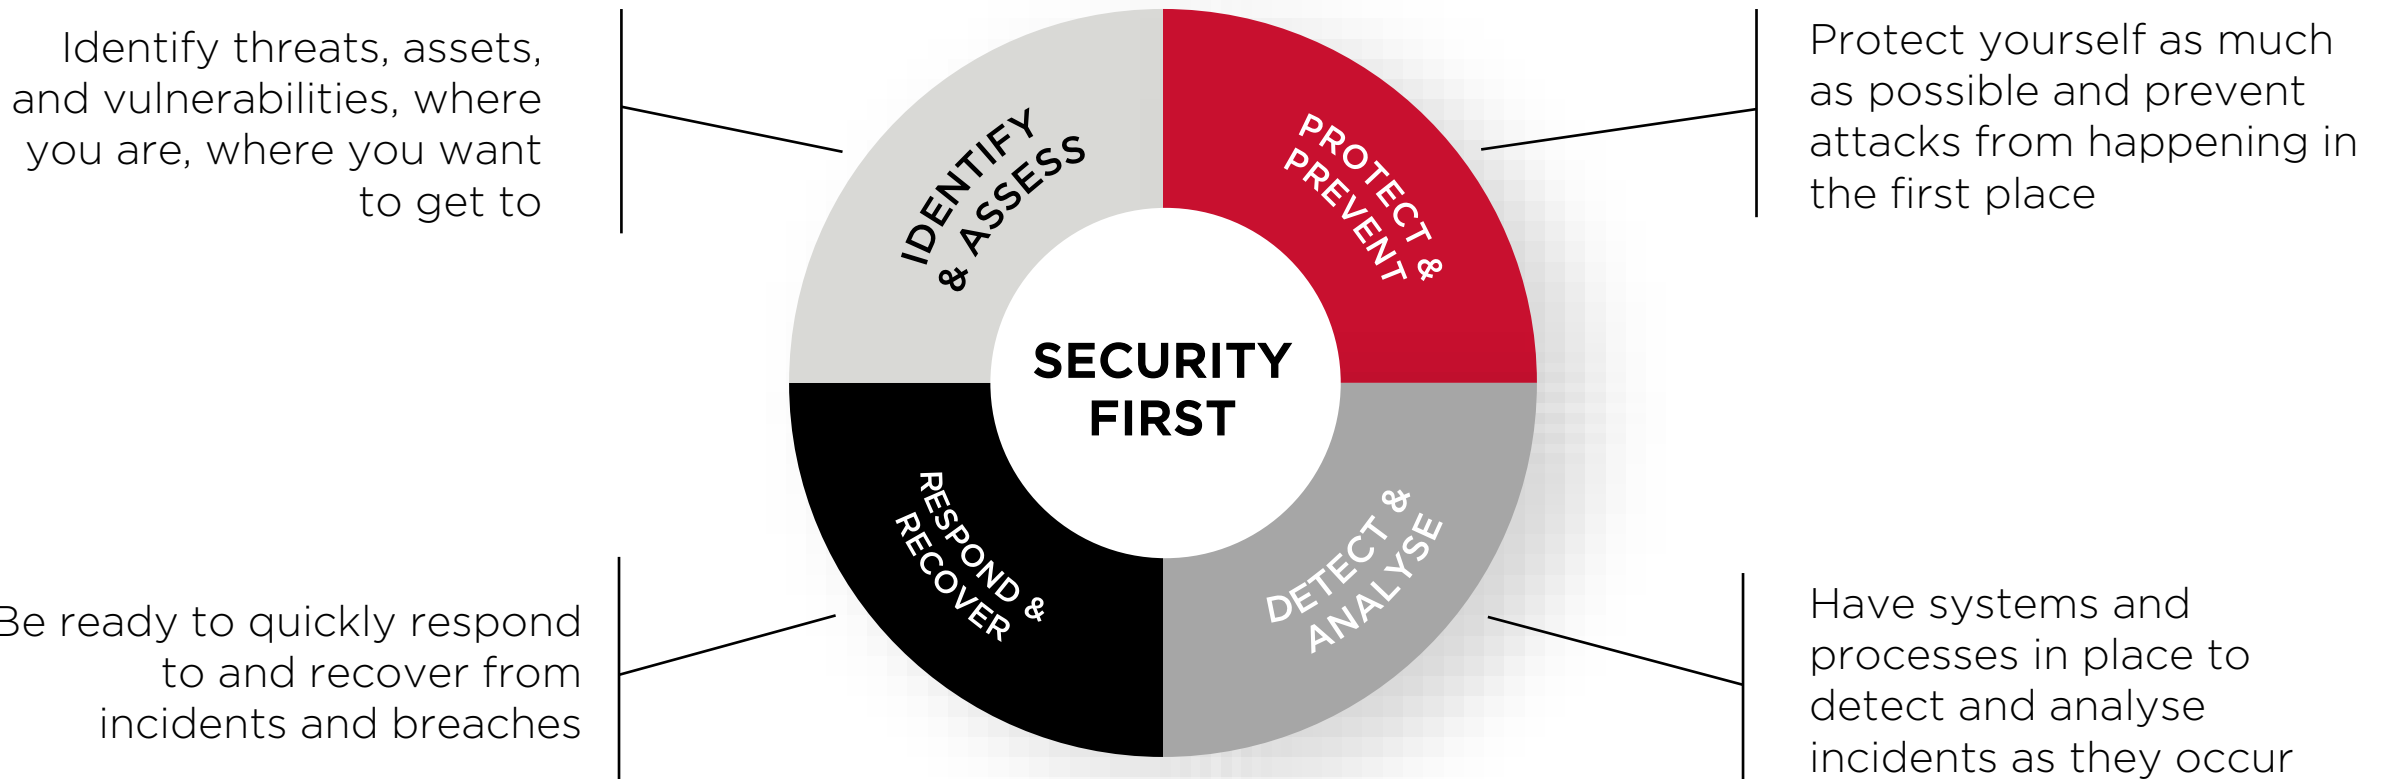 Identify threats, assets,
and vulnerabilities, where
you are, where you want
to get to
IDENTIFY
& ASSESS
PROTECT &
PREVENT
Protect yourself as much
as possible and prevent
attacks from happening in
the first place
SECURITY
FIRST
Be ready to quickly respond
to and recover from
incidents and breaches
RESPOND &
RECOVER
DETECT &
ANALYSE
Have systems and
processes in place to
detect and analyse
incidents as they occur